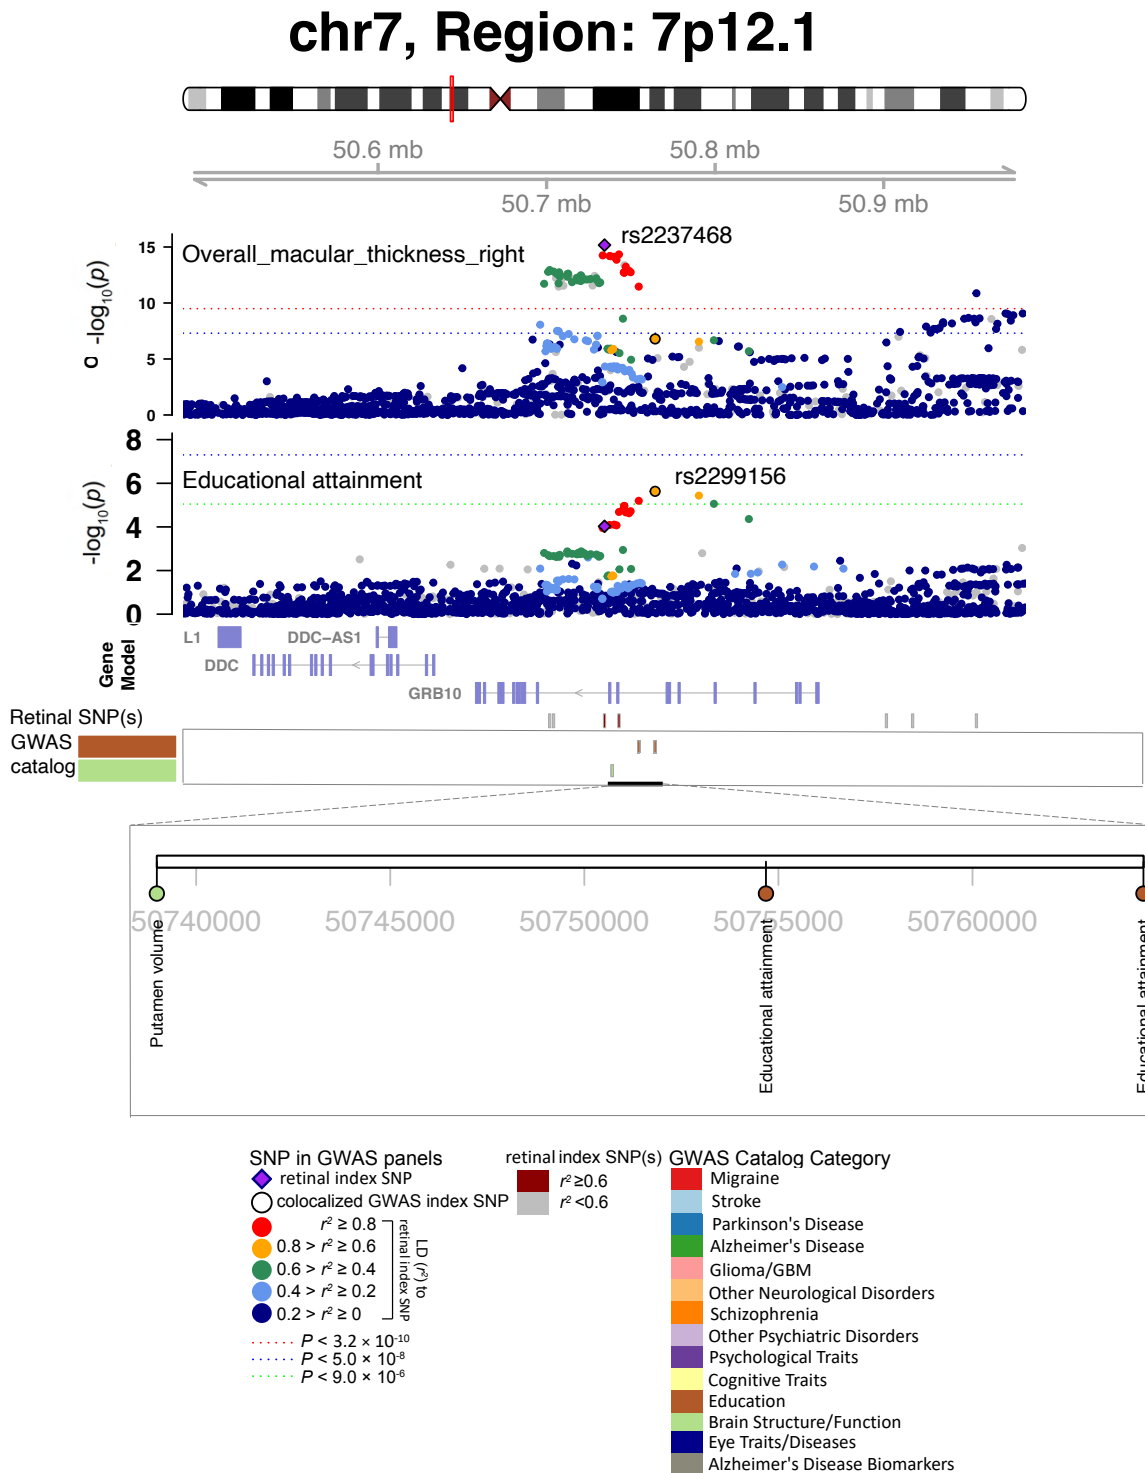 chr7, Region: 7p12.1
50.6 mb
50.8 mb
50.7 mb
50.9 mb
15
10
5
0
-log10(p)
Overall_macular_thickness_right
rs2237468
8
6
4
2
0
-log10(p)
Educational attainment
rs2299156
Gene Model
L1
DDC-AS1
DDC
GRB10
Retinal SNP(s)
GWAS
catalog
50740000
50745000
50750000
50755000
50760000
Putamen volume
Educational attainment
Educational attainment
SNP in GWAS panels
retinal index SNP
colocalized GWAS index SNP
r² ≥ 0.8
0.8 > r² ≥ 0.6
0.6 > r² ≥ 0.4
0.4 > r² ≥ 0.2
0.2 > r² ≥ 0
LD (r²) to
retinal index SNP
P < 3.2 × 10⁻¹⁰
P < 5.0 × 10⁻⁸
P < 9.0 × 10⁻⁶
retinal index SNP(s)
r² ≥0.6
r² <0.6
GWAS Catalog Category
Migraine
Stroke
Parkinson's Disease
Alzheimer's Disease
Glioma/GBM
Other Neurological Disorders
Schizophrenia
Other Psychiatric Disorders
Psychological Traits
Cognitive Traits
Education
Brain Structure/Function
Eye Traits/Diseases
Alzheimer's Disease Biomarkers